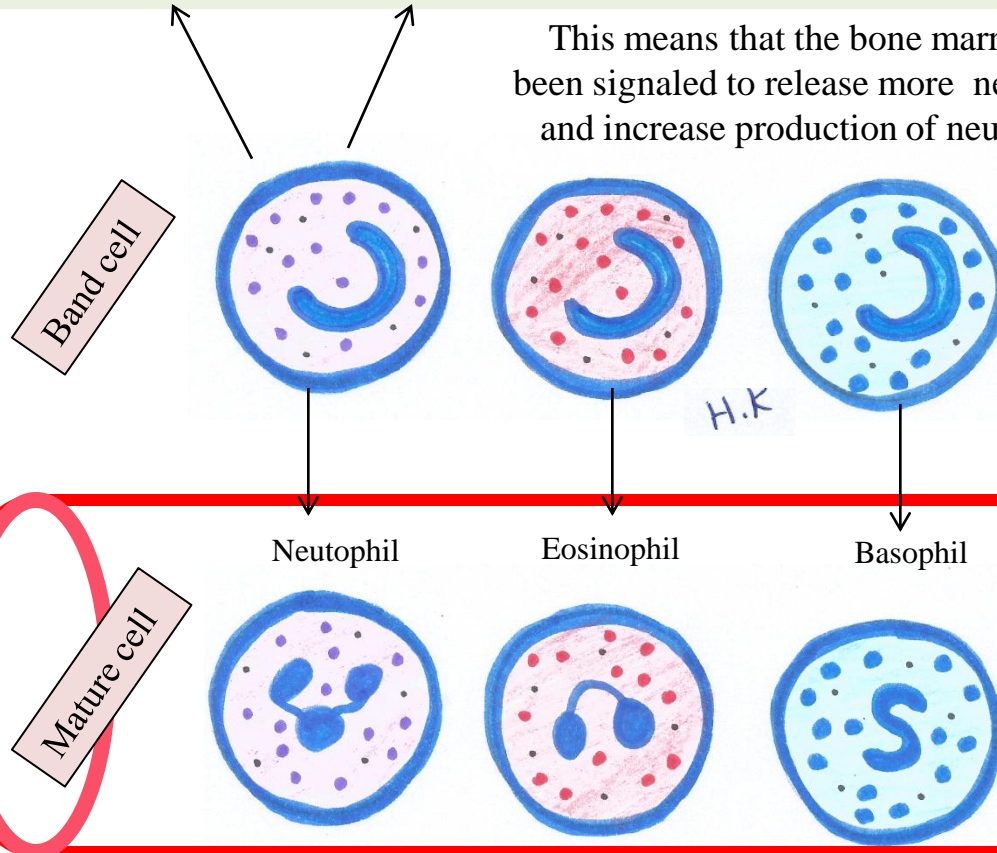 This means that the bone marr
been signaled to release more ne
and increase production of neu
Band cell
H.K
Neutophil
Eosinophil
Basophil
Mature cell